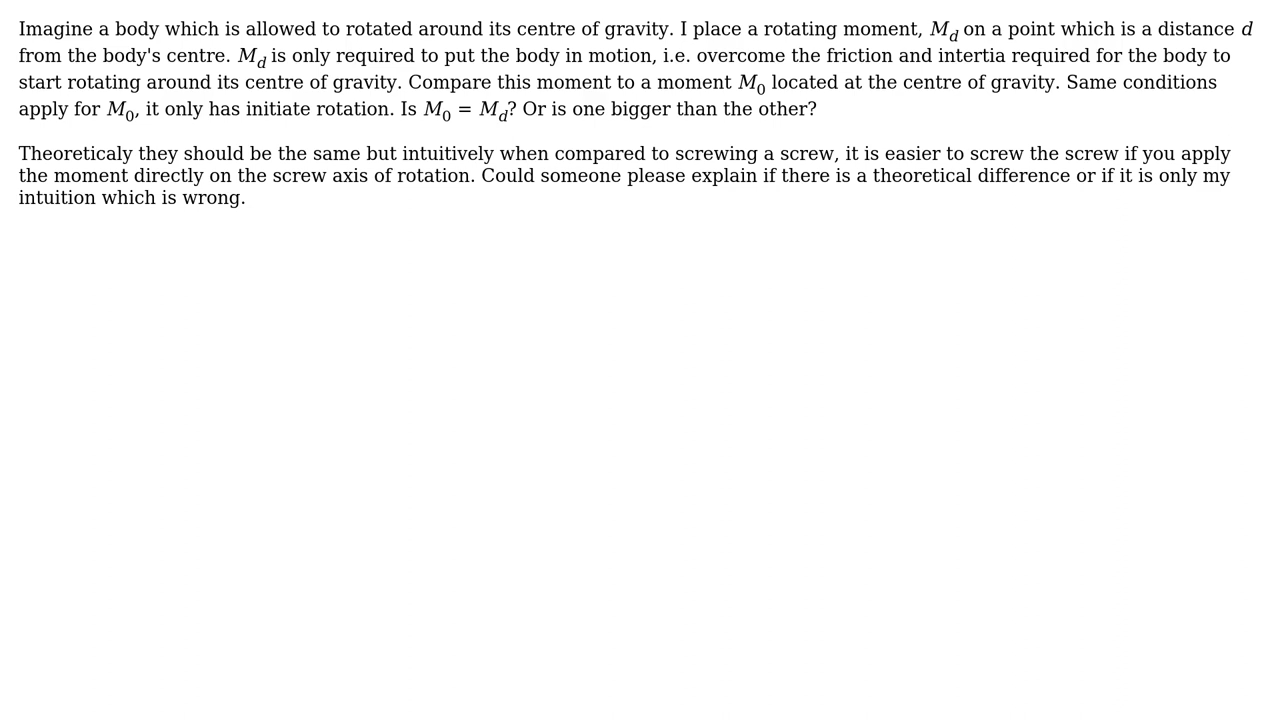 Imagine a body which is allowed to rotated around its centre of gravity. I place a rotating moment, M_d on a point which is a distance d
from the body's centre. M_d is only required to put the body in motion, i.e. overcome the friction and intertia required for the body to
start rotating around its centre of gravity. Compare this moment to a moment M_0 located at the centre of gravity. Same conditions
apply for M_0, it only has initiate rotation. Is M_0 = M_d? Or is one bigger than the other?
Theoreticaly they should be the same but intuitively when compared to screwing a screw, it is easier to screw the screw if you apply
the moment directly on the screw axis of rotation. Could someone please explain if there is a theoretical difference or if it is only my
intuition which is wrong.